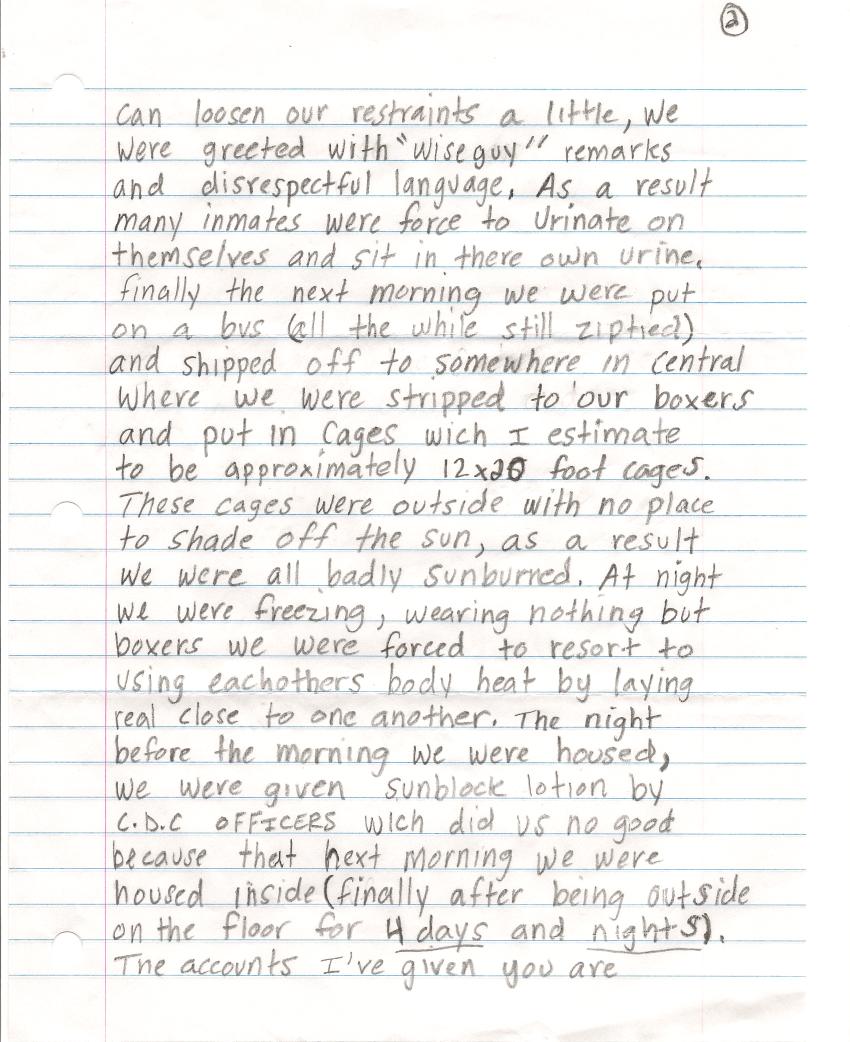 2
can loosen our restraints a little, we
were greeted with "wise guy" remarks
and disrespectful language. As a result
many inmates were force to Urinate on
themselves and sit in there own urine.
finally the next morning we were put
on a bus (all the while still ziptied)
and shipped off to somewhere in Central
where we were stripped to our boxers
and put in Cages wich I estimate
to be approximately 12x20 foot cages.
These cages were outside with no place
to shade off the sun, as a result
we were all badly sunburned. At night
we were freezing, wearing nothing but
boxers we were forced to resort to
using eachothers body heat by laying
real close to one another. The night
before the morning we were housed,
we were given sunblock lotion by
C.D.C OFFICERS wich did us no good
because that next morning we were
housed inside (finally after being outside
on the floor for 4 days and nights).
The accounts I've given you are